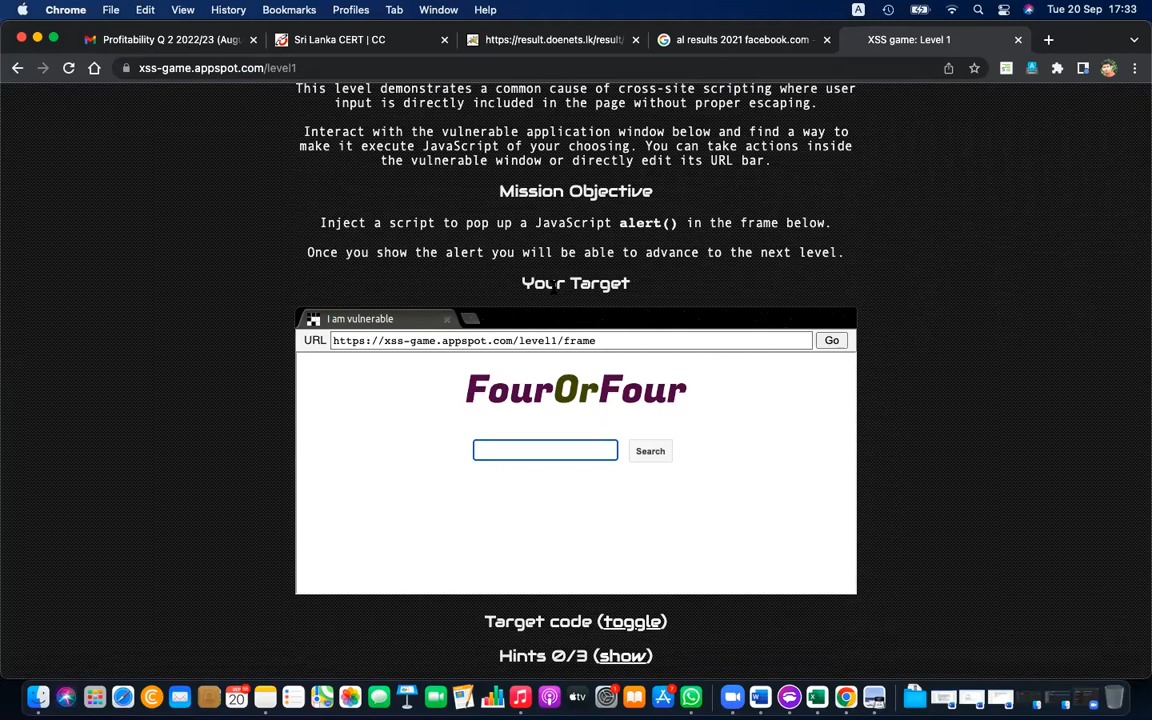 Chrome File Edit View History Bookmarks Profiles Tab Window Help A Tue 20 Sep 17:33
Profitability Q 2 2022/23 (Augu Sri Lanka CERT | CC https://result.doenets.lk/result/ al results 2021 facebook.com - XSS game: Level 1
xss-game.appspot.com/level1
This level demonstrates a common cause of cross-site scripting where user
input is directly included in the page without proper escaping.
Interact with the vulnerable application window below and find a way to
make it execute JavaScript of your choosing. You can take actions inside
the vulnerable window or directly edit its URL bar.
Mission Objective
Inject a script to pop up a JavaScript alert() in the frame below.
Once you show the alert you will be able to advance to the next level.
Your Target
I am vulnerable
URL https://xss-game.appspot.com/level1/frame Go
FourOrFour
Search
Target code (toggle)
Hints 0/3 (show)
20
tv